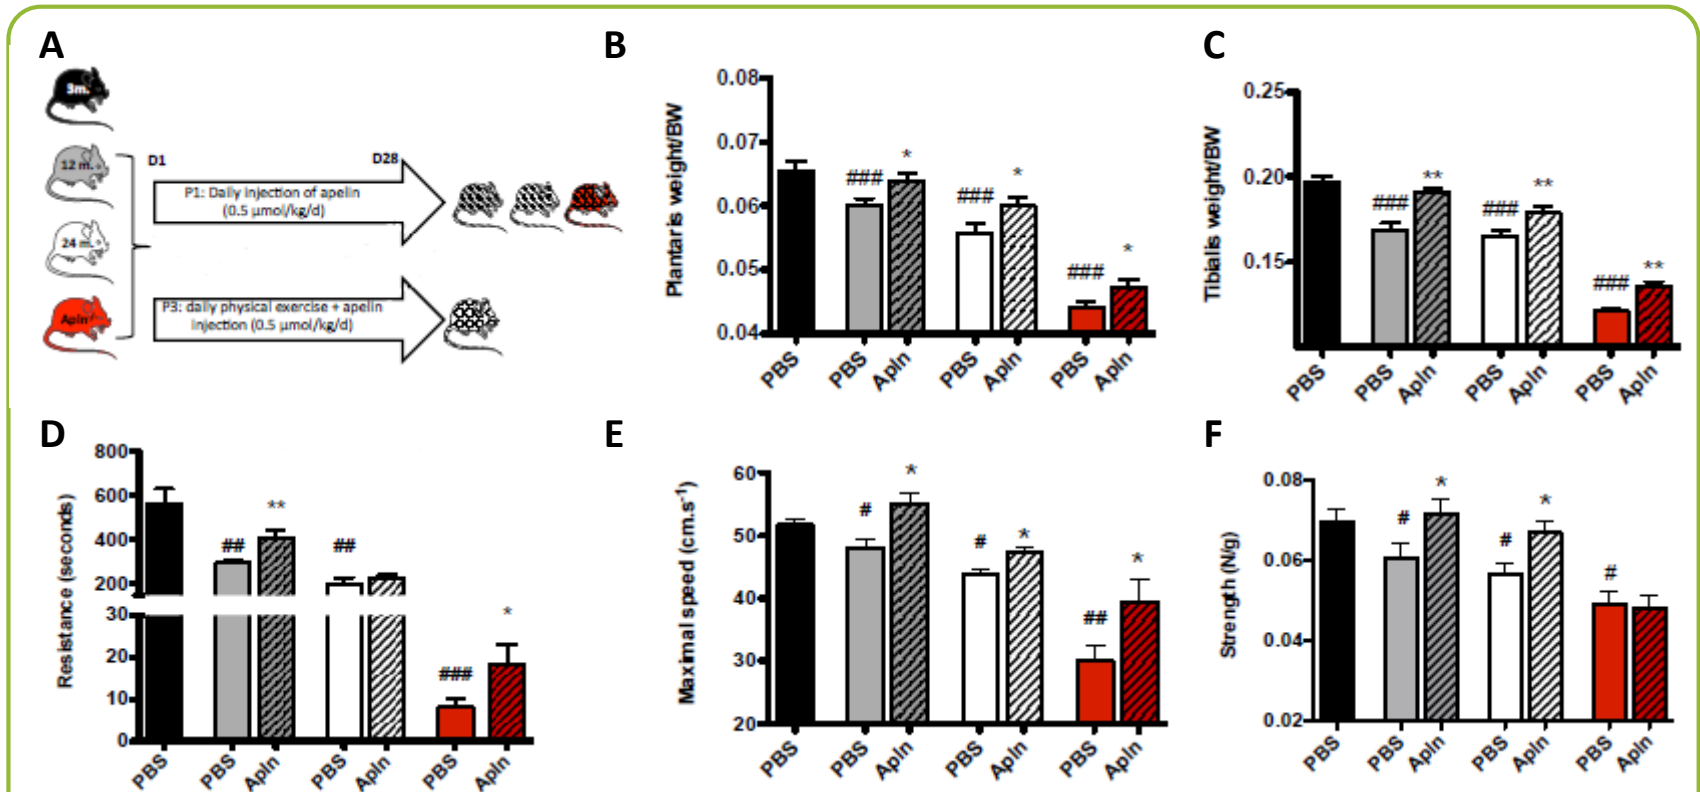 A
3m.
12 m.
24 m.
Apln
D1
D28
P1: Daily injection of apelin
(0.5 µmol/kg/d)
P3: daily physical exercise + apelin
injection (0.5 µmol/kg/d)
B
Plantaris weight/BW
0.08
0.07
0.06
0.05
0.04
###
*
###
*
###
*
PBS
PBS
Apln
PBS
Apln
PBS
Apln
C
Tibialis weight/BW
0.25
0.20
0.15
###
**
###
**
###
**
PBS
PBS
Apln
PBS
Apln
PBS
Apln
D
Resistance (seconds)
800
600
400
200
30
20
10
0
##
**
##
###
*
PBS
PBS
Apln
PBS
Apln
PBS
Apln
E
Maximal speed (cm.s⁻¹)
60
50
40
30
20
#
*
#
*
##
*
PBS
PBS
Apln
PBS
Apln
PBS
Apln
F
Strength (N/g)
0.08
0.06
0.04
0.02
#
*
#
*
#
PBS
PBS
Apln
PBS
Apln
PBS
Apln